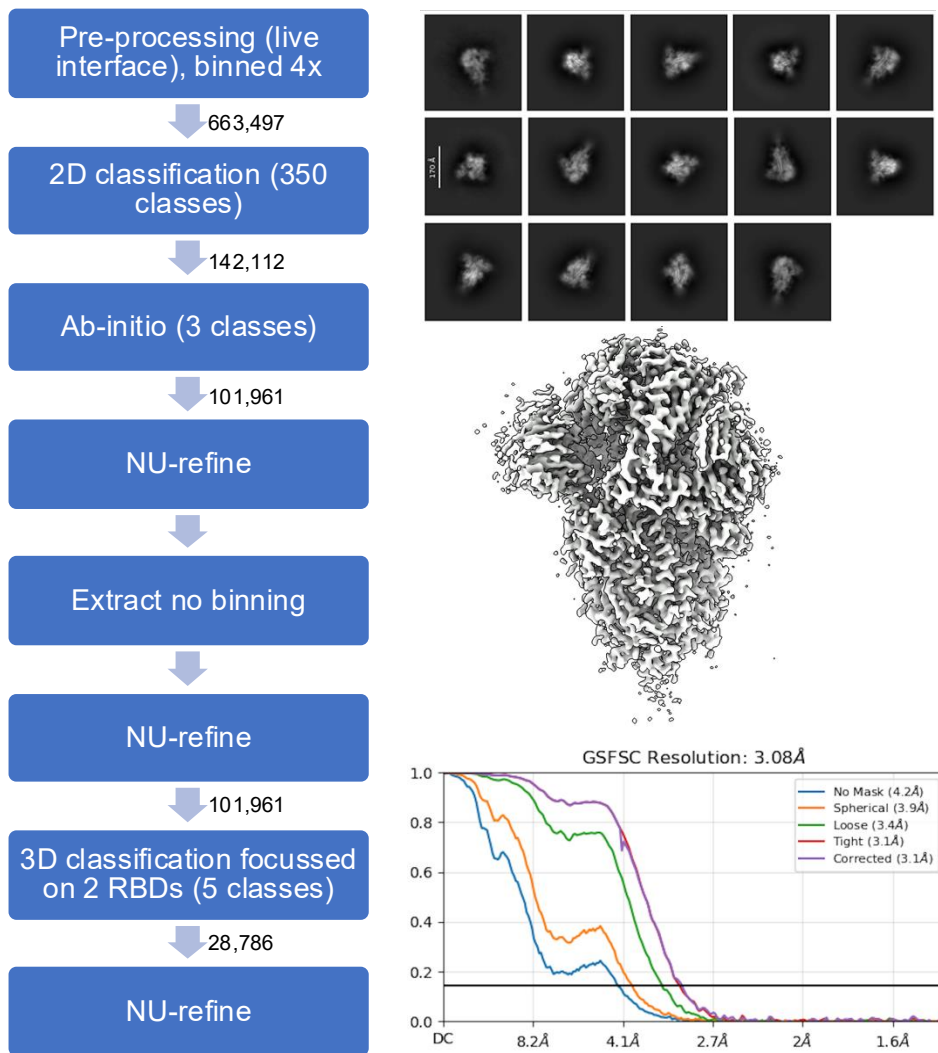 Pre-processing (live
interface), binned 4x
663,497
2D classification (350
classes)
142,112
Ab-initio (3 classes)
101,961
NU-refine
Extract no binning
NU-refine
101,961
3D classification focussed
on 2 RBDs (5 classes)
28,786
NU-refine
170 Å
GSFSC Resolution: 3.08Å
No Mask (4.2Å)
Spherical (3.9Å)
Loose (3.4Å)
Tight (3.1Å)
Corrected (3.1Å)
1.0
0.8
0.6
0.4
0.2
0.0
DC 8.2Å 4.1Å 2.7Å 2Å 1.6Å